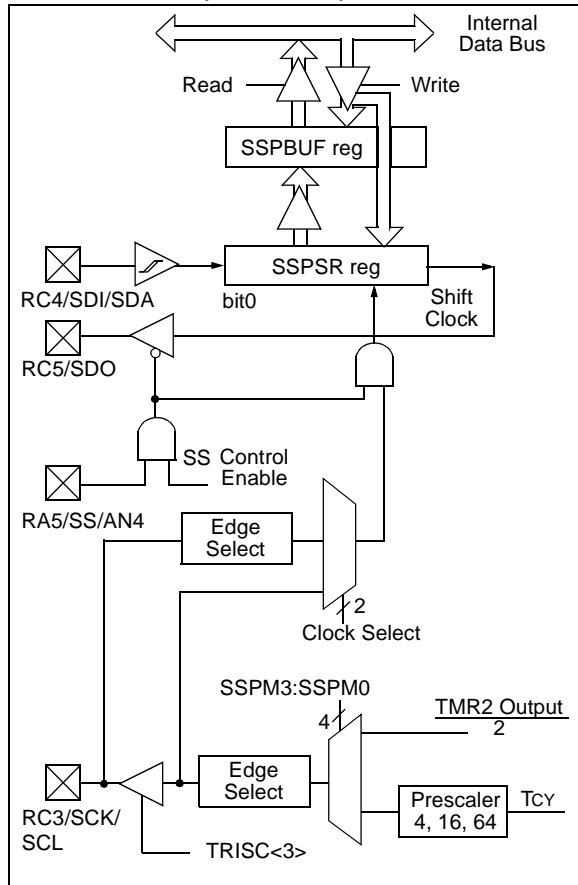 Internal
Data Bus
Read
Write
SSPBUF reg
SSPSR reg
RC4/SDI/SDA
bit0
Shift
Clock
RC5/SDO
SS Control
Enable
RA5/SS/AN4
Edge
Select
2
Clock Select
SSPM3:SSPM0
4
TMR2 Output
2
Edge
Select
Prescaler
4, 16, 64
TCY
RC3/SCK/
SCL
TRISC<3>